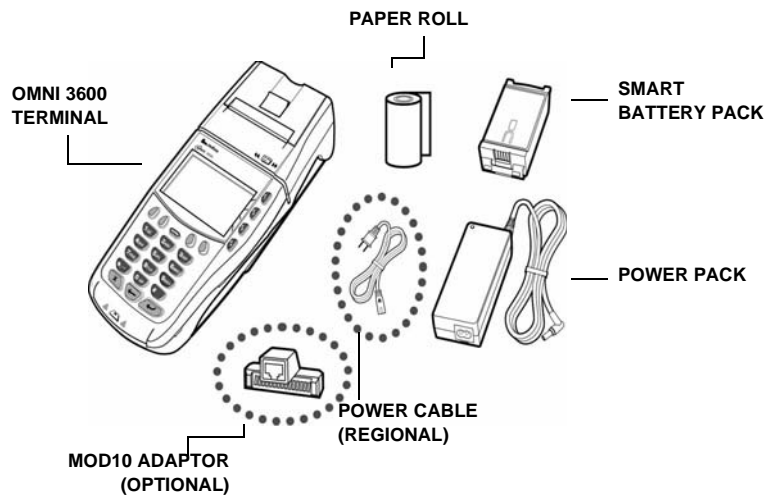 PAPER ROLL
OMNI 3600
TERMINAL
SMART
BATTERY PACK
POWER PACK
POWER CABLE
(REGIONAL)
MOD10 ADAPTOR
(OPTIONAL)